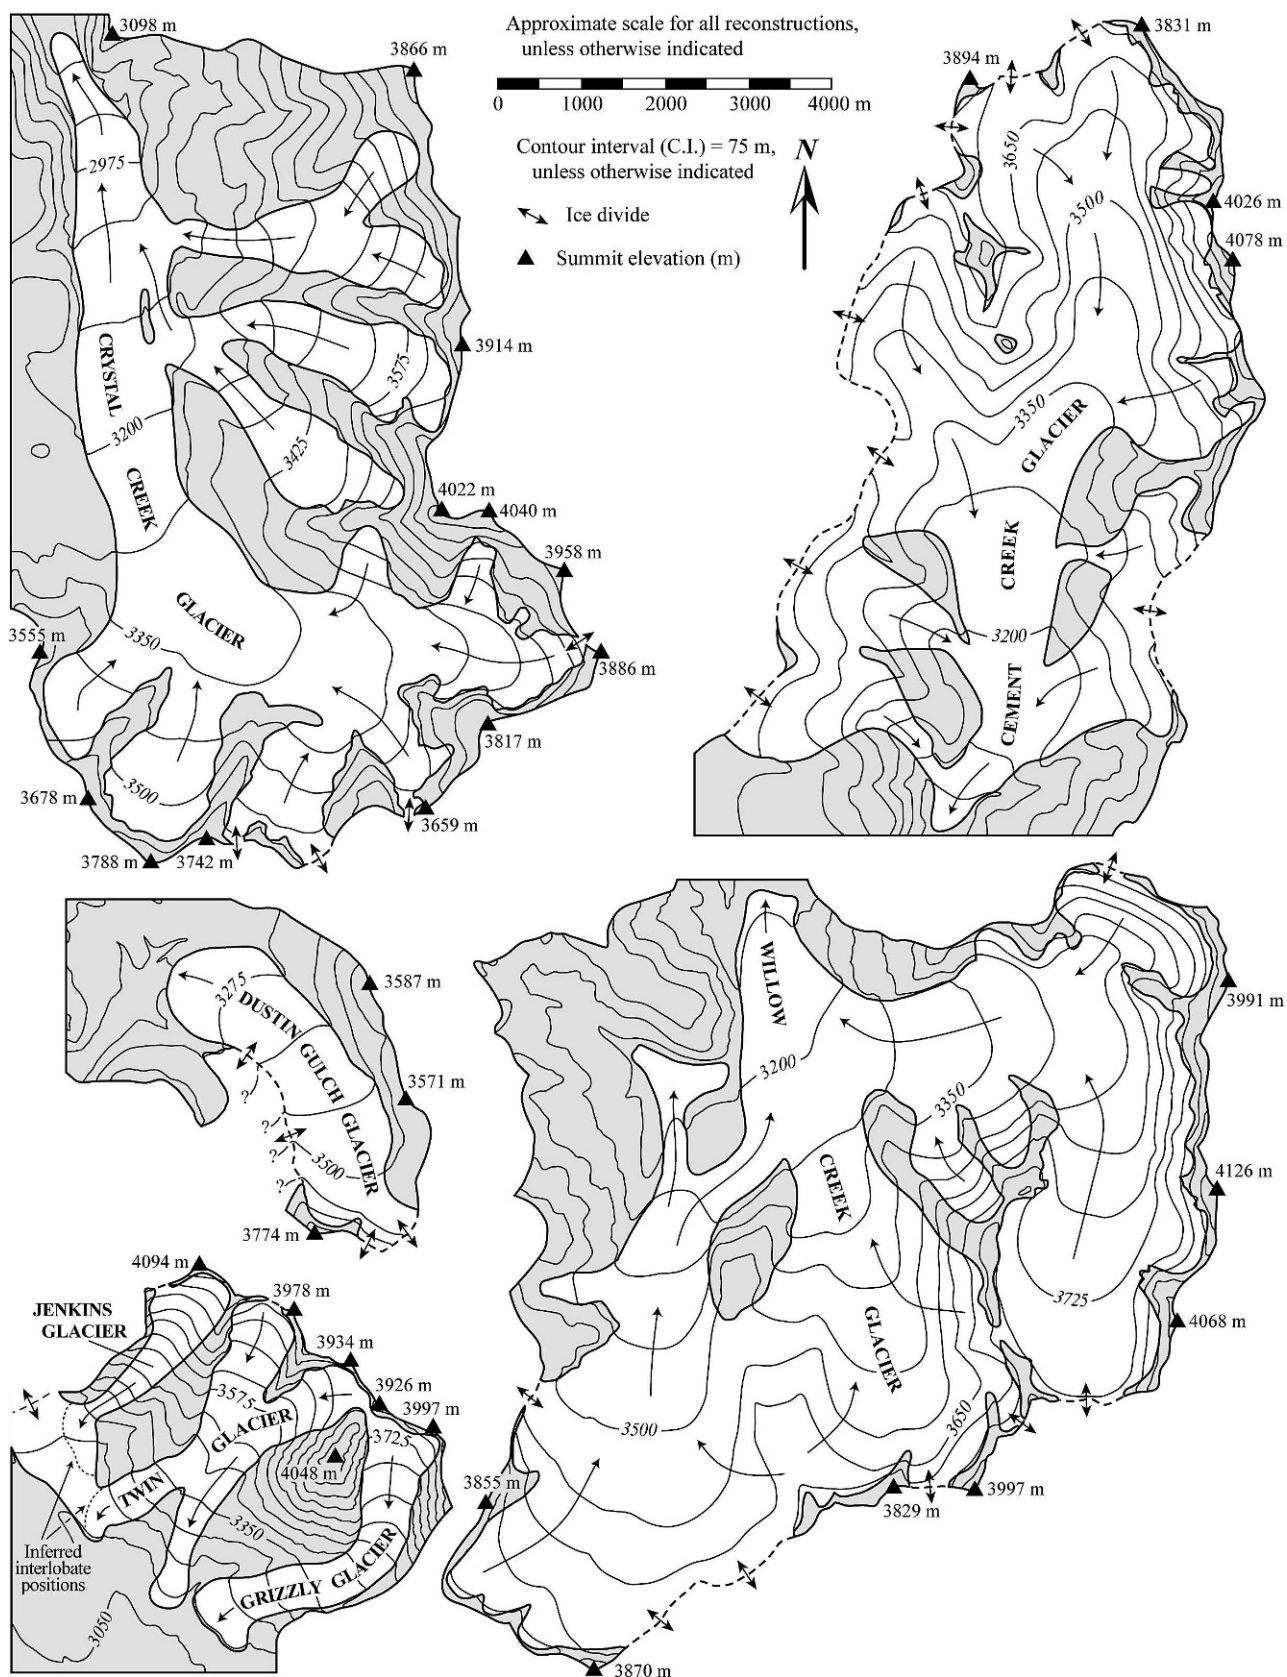 3098 m
3866 m
2975
3914 m
3575
CRYSTAL
3200
3425
CREEK
4022 m
4040 m
3958 m
GLACIER
3350
3555 m
3886 m
3817 m
3678 m
3500
3659 m
3788 m
3742 m
Approximate scale for all reconstructions,
unless otherwise indicated
0 1000 2000 3000 4000 m
Contour interval (C.I.) = 75 m,
unless otherwise indicated
N
Ice divide
Summit elevation (m)
3831 m
3894 m
3650
4026 m
3500
4078 m
3350
GLACIER
CREEK
3200
CEMENT
3587 m
3275
DUSTIN
GULCH
3571 m
GLACIER
?
?
?
?
3500
3774 m
WILLOW
3991 m
3200
3350
4126 m
CREEK
3725
4068 m
GLACIER
3500
3650
3855 m
3829 m
3997 m
3870 m
4094 m
JENKINS
GLACIER
3978 m
3934 m
3575
3926 m
3997 m
GLACIER
3725
4048 m
TWIN
3350
Inferred
interlobate
positions
GRIZZLY GLACIER
3050